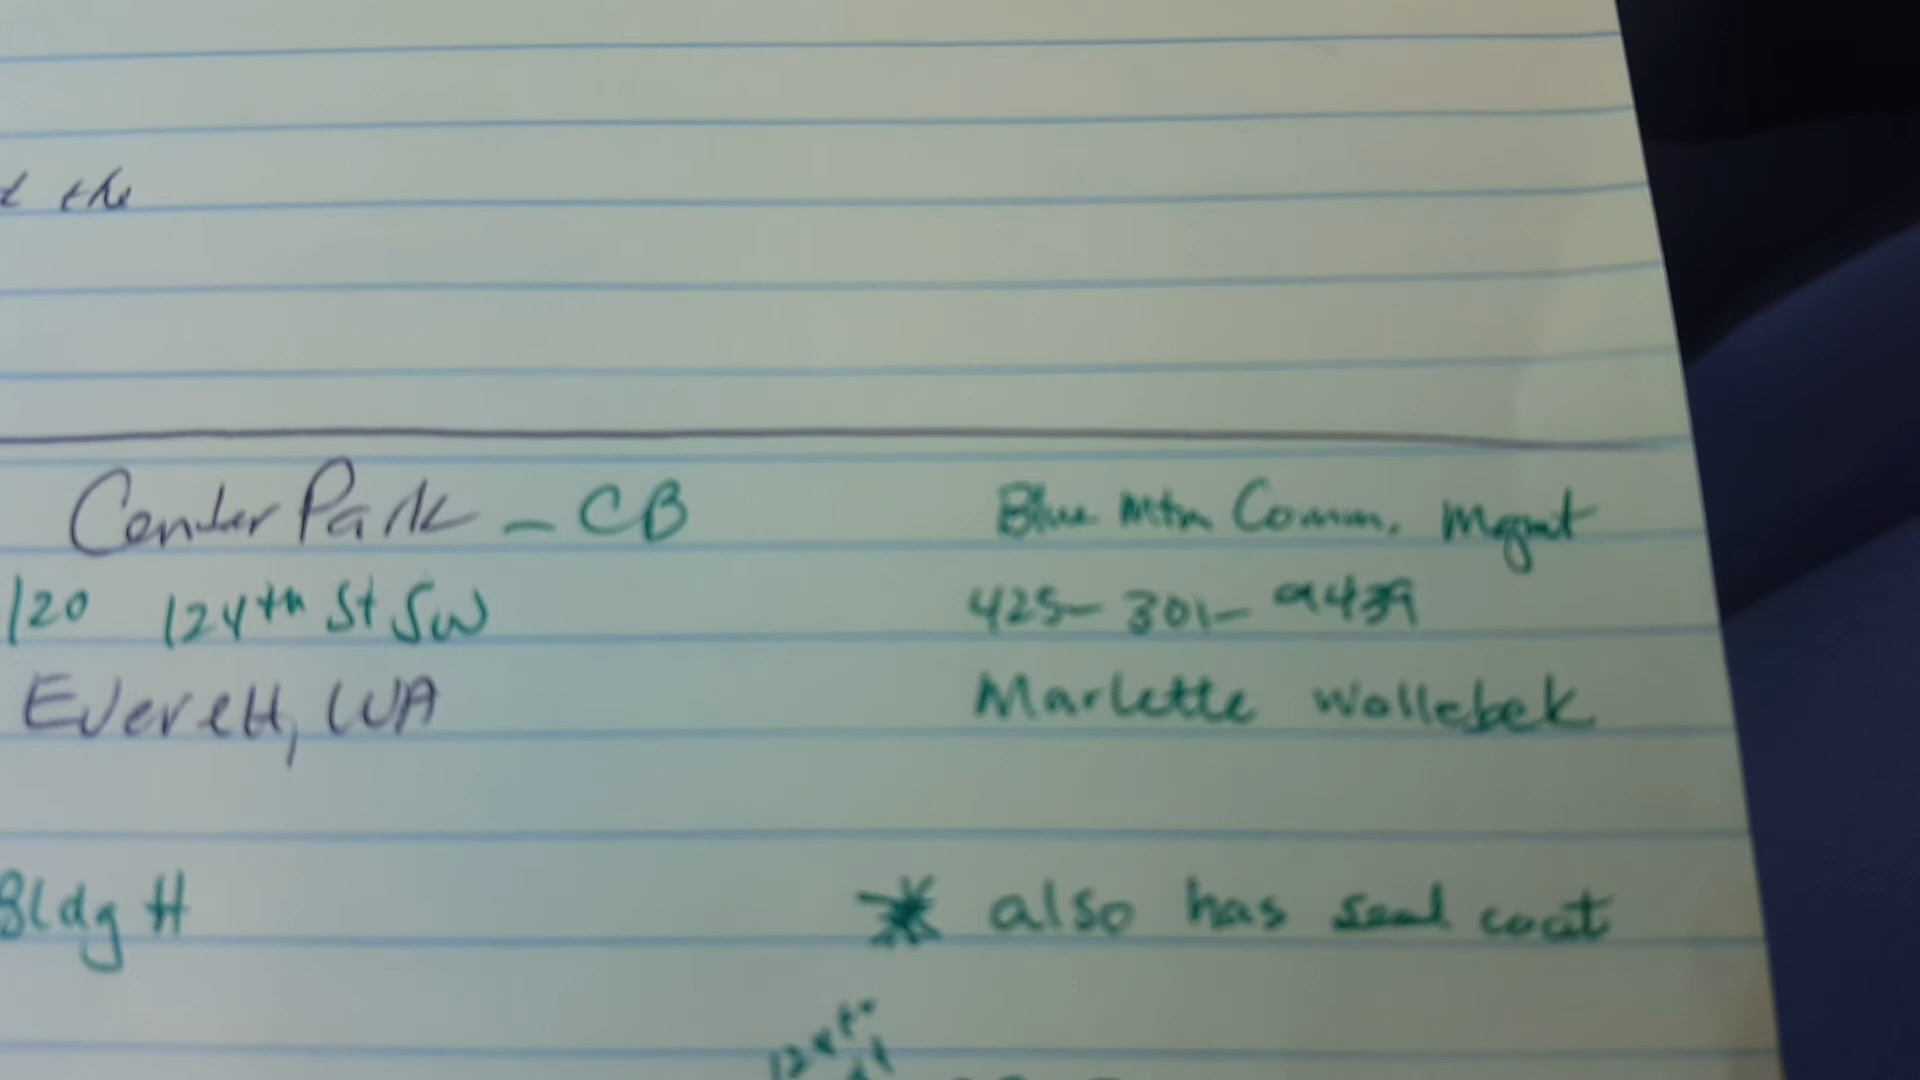 the
Center Park - CB
Blue Mtn Comm. Mgmt
120 124th St SW
425-301-9439
Everett, WA
Marlette Wollebek
Bldg H
* also has seal coat
124th